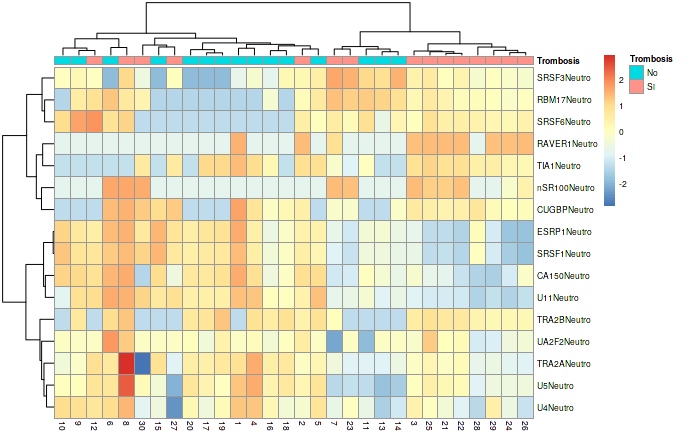 Trombosis
Trombosis
No
SI
2
1
0
-1
-2
SRSF3Neutro
RBM17Neutro
SRSF6Neutro
RAVER1Neutro
TIA1Neutro
nSR100Neutro
CUGBPNeutro
ESRP1Neutro
SRSF1Neutro
CA150Neutro
U11Neutro
TRA2BNeutro
UA2F2Neutro
TRA2ANeutro
U5Neutro
U4Neutro
10 9 12 6 8 30 15 27 20 17 19 1 4 16 18 2 5 7 23 11 13 14 3 25 21 22 28 29 24 26